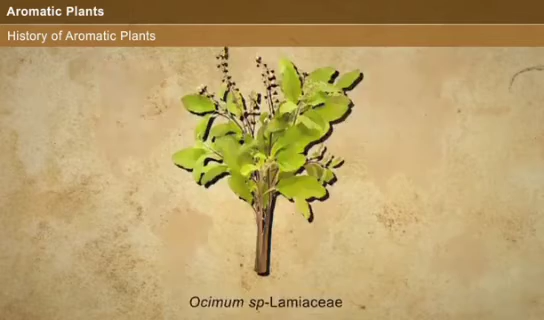 Aromatic Plants
History of Aromatic Plants
Ocimum sp-Lamiaceae